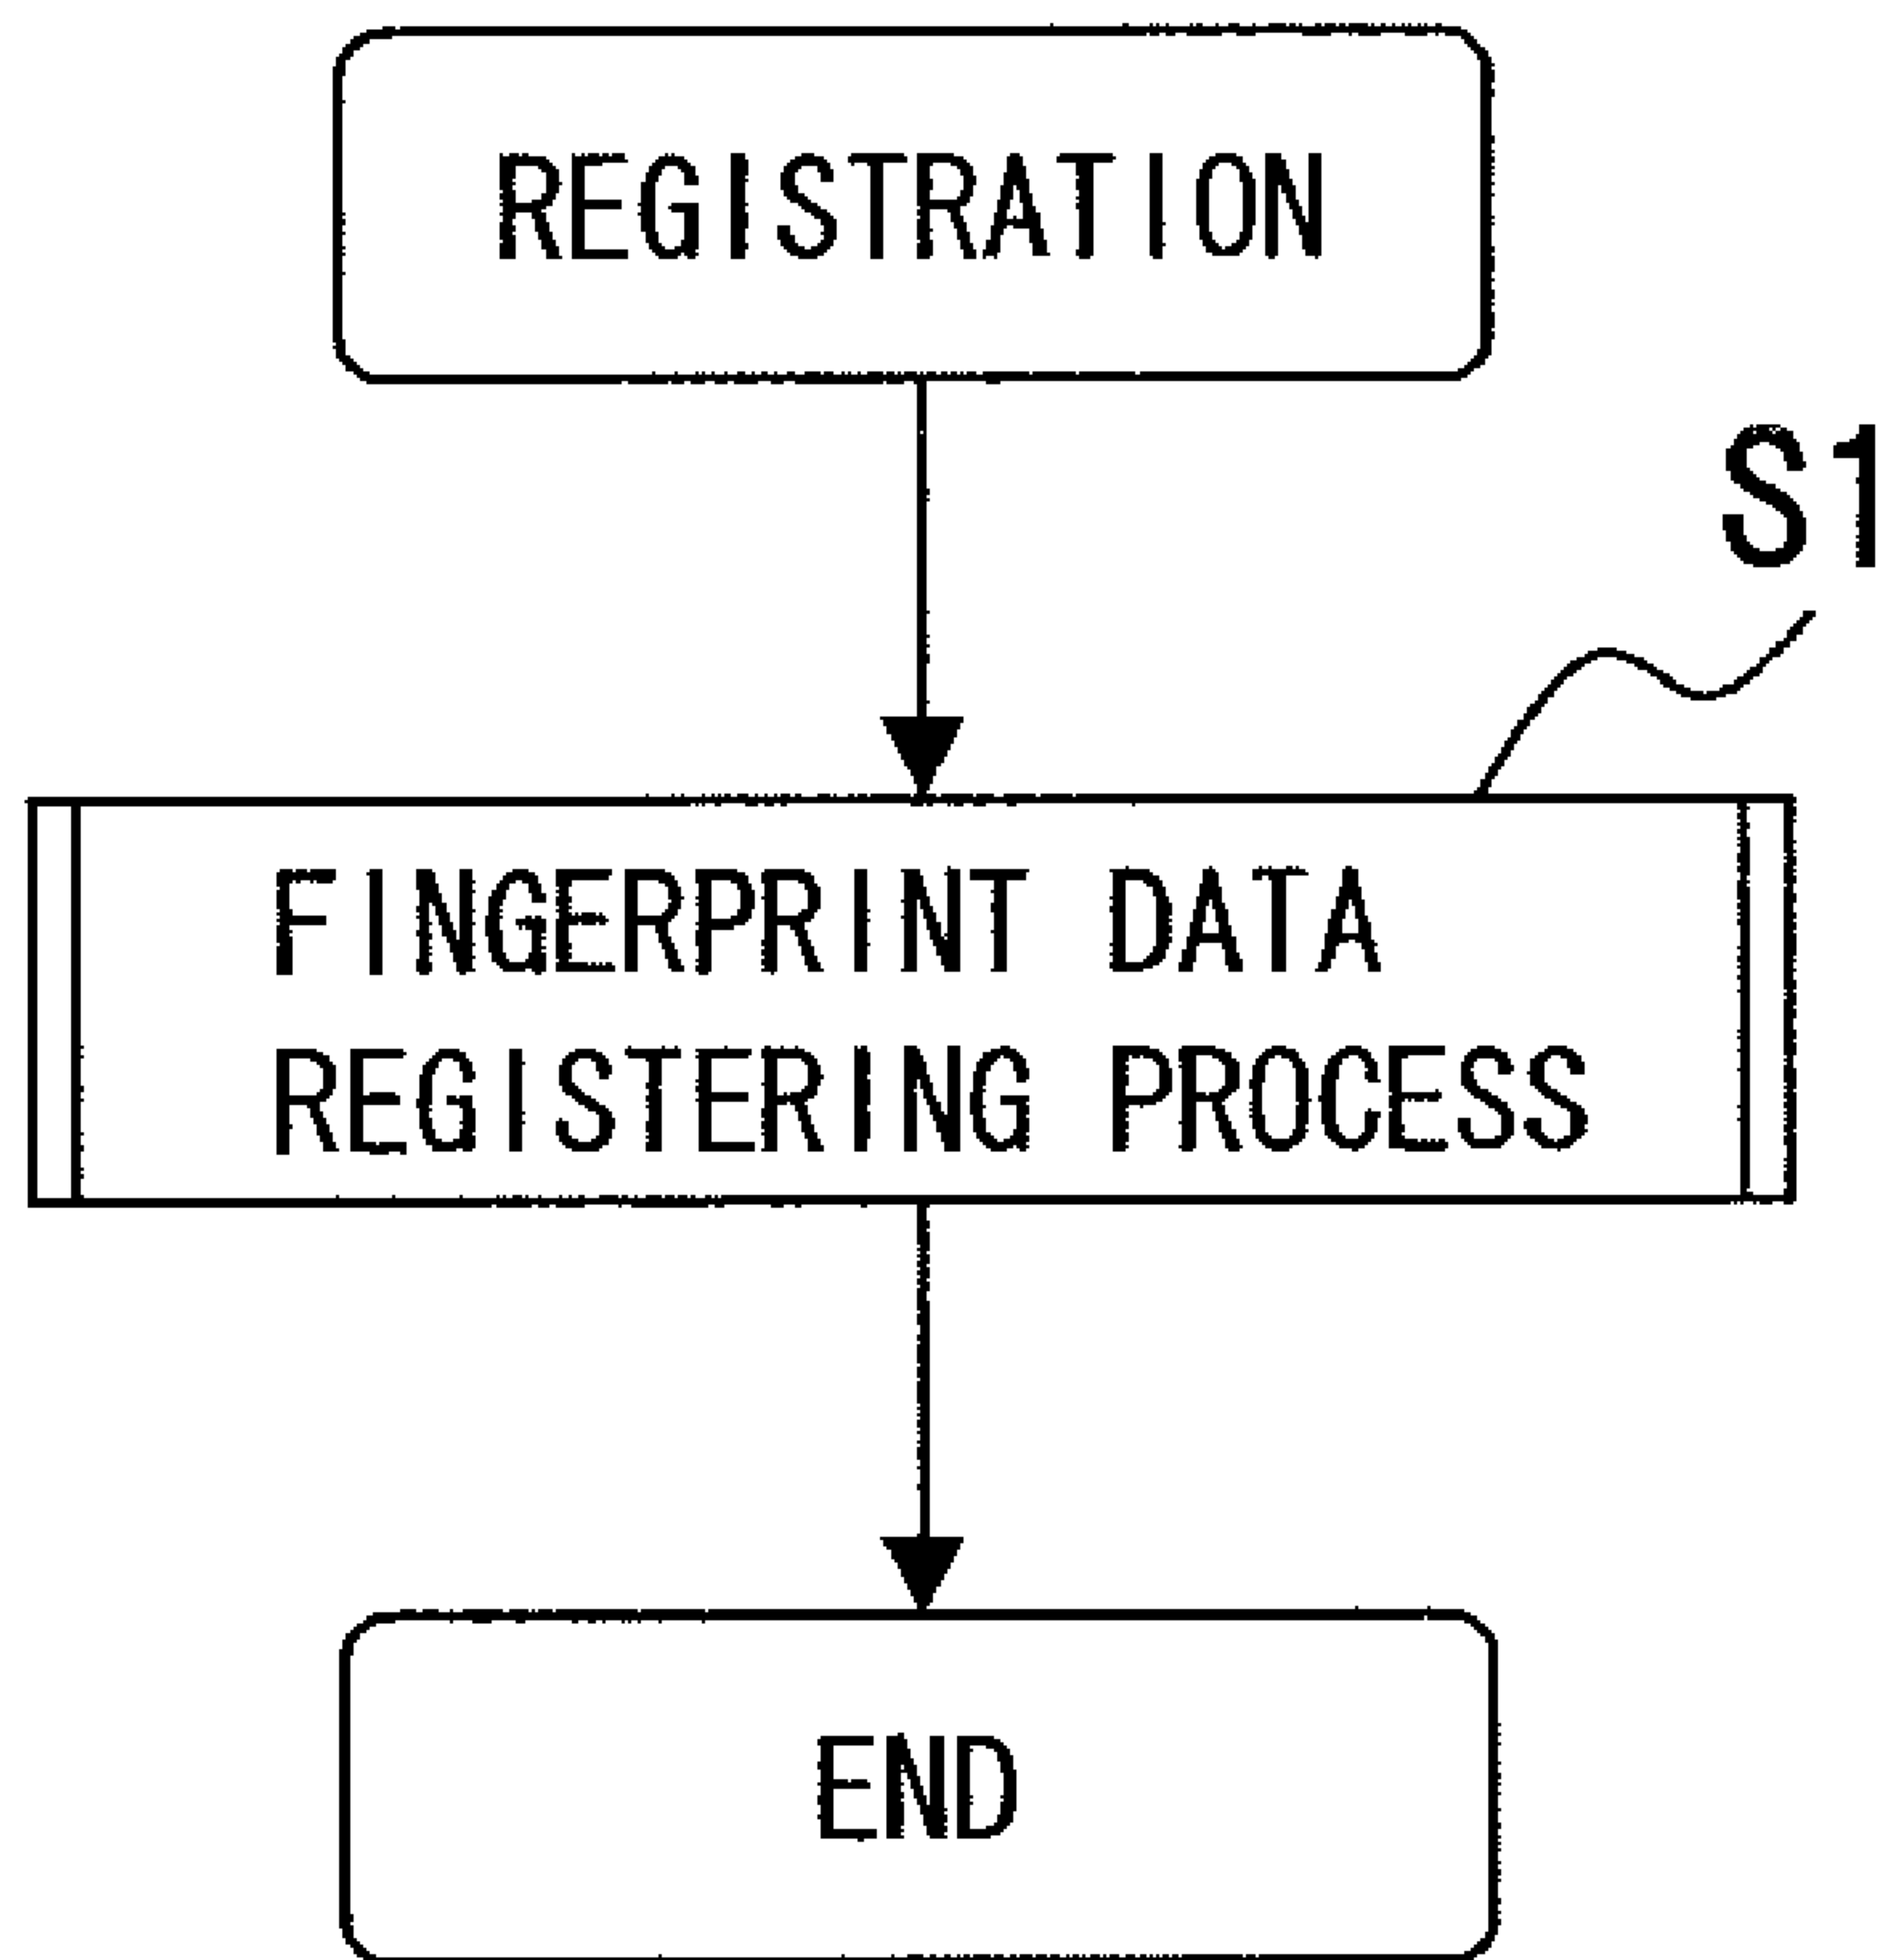 REGISTRATION
S1
FINGERPRINT DATA
REGISTERING PROCESS
END